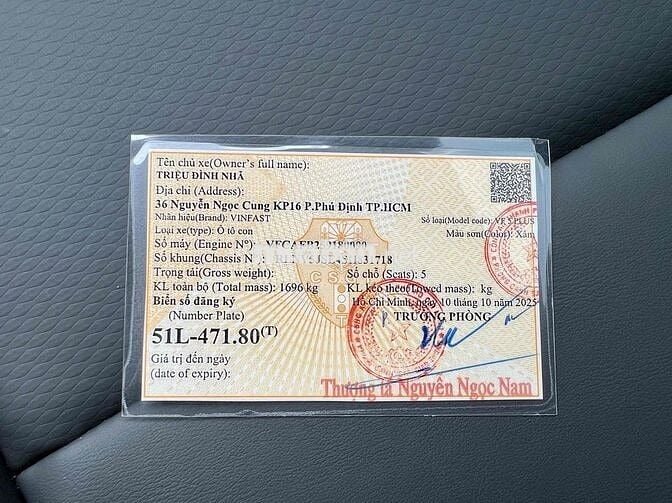 Tên chủ xe(Owner's full name):
TRIỆU ĐÌNH NHÃ
Địa chỉ (Address):
36 Nguyễn Ngọc Cung KP16 P.Phú Định TP.HCM
Nhãn hiệu(Brand): VINFAST Số loại(Model code): VF 5 PLUS
Loại xe(type): Ô tô con Màu sơn(Color): Xám
Số máy (Engine N°):
Số khung(Chassis N°):
Trọng tải(Gross weight): Số chỗ (Seats): 5
KL toàn bộ (Total mass): 1696 kg KL kéo theo(Towed mass): kg
Biển số đăng ký Hồ Chí Minh, ngày 10 tháng 10 năm 2025
(Number Plate) P. TRƯỞNG PHÒNG
51L-471.80(T)
Giá trị đến ngày
(date of expiry):
Thượng tá Nguyễn Ngọc Nam